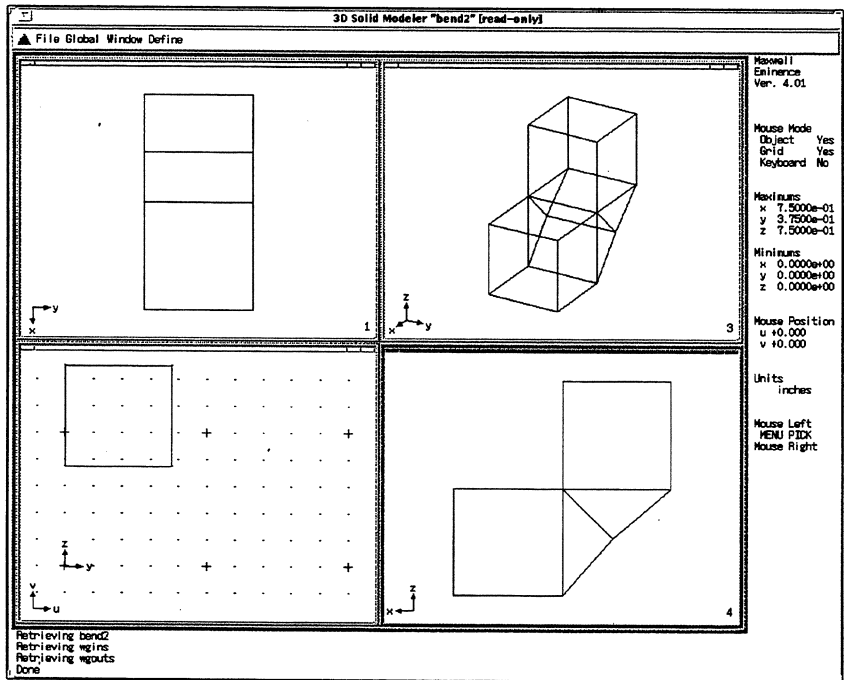 3D Solid Modeler "bend2" [read-only]
File Global Window Define
Maxwell
Eminence
Ver. 4.01
Mouse Mode
Object Yes
Grid Yes
Keyboard No
Maximums
x 7.5000e-01
y 3.7500e-01
z 7.5000e-01
Minimums
x 0.0000e+00
y 0.0000e+00
z 0.0000e+00
Mouse Position
u +0.000
v +0.000
Units
inches
Mouse Left
MENU PICK
Mouse Right
y
x
1
z
x
y
3
z
y
v
u
z
x
4
Retrieving bend2
Retrieving wgins
Retrieving wgouts
Done